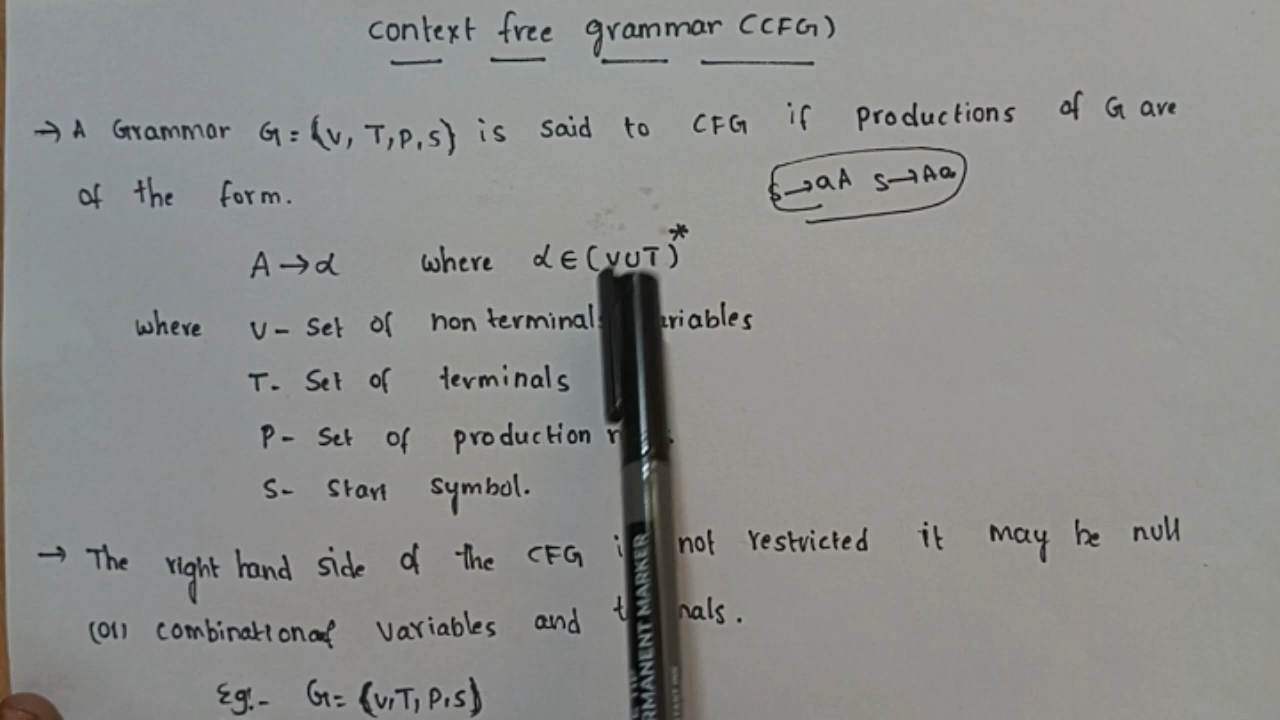 context free grammar (CFG)
→ A Grammar G = {V, T, P, S} is said to CFG if productions of G are
of the form.
S→aA S→Aa
A→α where α∈(VUT)*
where V- Set of non terminals ariables
T- Set of terminals
P- Set of production
S- Start symbol.
→ The right hand side of the CFG not restricted it may be null
(or) combination of variables and nals.
Eg:- G= {V,T, P,S}
PERMANENT MARKER